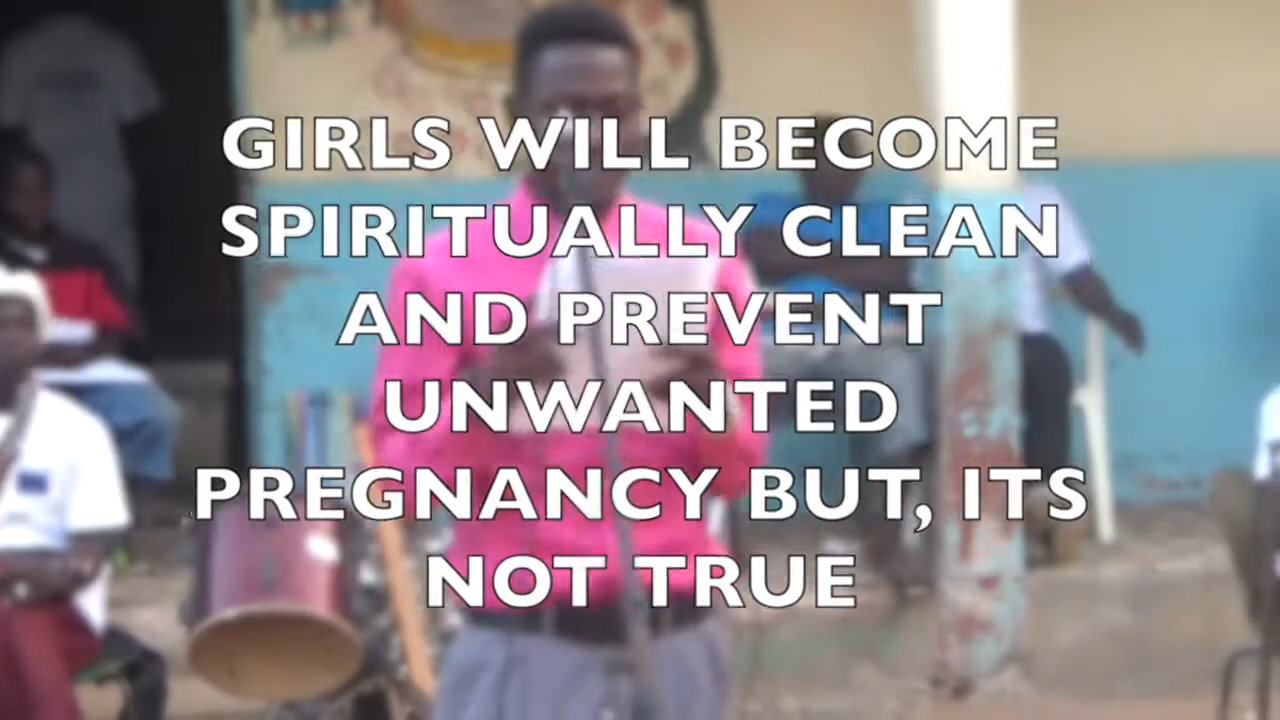 GIRLS WILL BECOME
SPIRITUALLY CLEAN
AND PREVENT
UNWANTED
PREGNANCY BUT, ITS
NOT TRUE